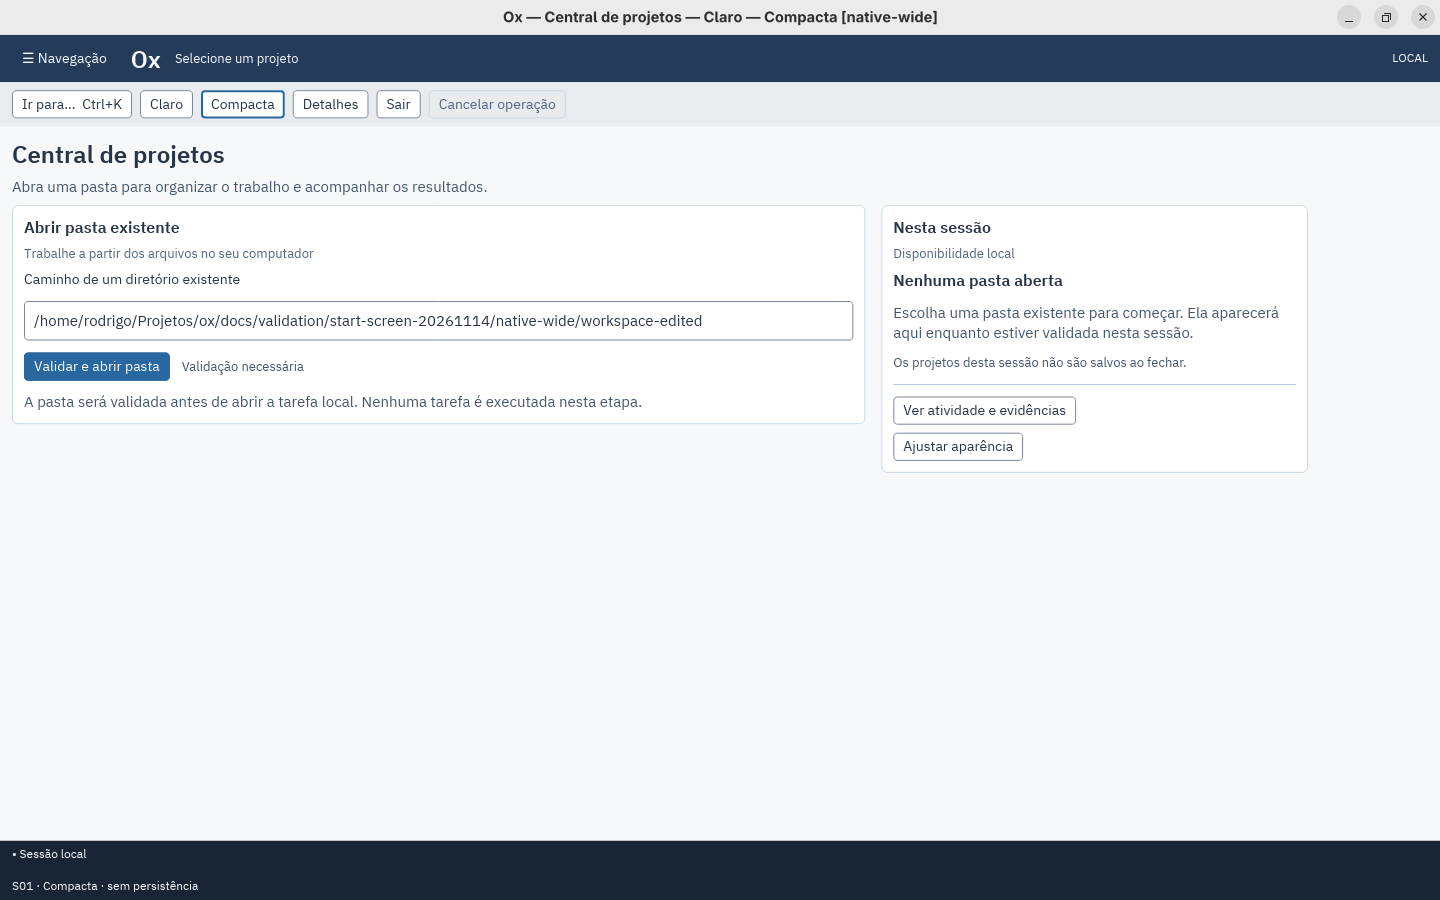 Ox — Central de projetos — Claro — Compacta [native-wide]
☰ Navegação Ox Selecione um projeto LOCAL
Ir para... Ctrl+K Claro Compacta Detalhes Sair Cancelar operação
Central de projetos
Abra uma pasta para organizar o trabalho e acompanhar os resultados.
Abrir pasta existente
Trabalhe a partir dos arquivos no seu computador
Caminho de um diretório existente
/home/rodrigo/Projetos/ox/docs/validation/start-screen-20261114/native-wide/workspace-edited
Validar e abrir pasta Validação necessária
A pasta será validada antes de abrir a tarefa local. Nenhuma tarefa é executada nesta etapa.
Nesta sessão
Disponibilidade local
Nenhuma pasta aberta
Escolha uma pasta existente para começar. Ela aparecerá
aqui enquanto estiver validada nesta sessão.
Os projetos desta sessão não são salvos ao fechar.
Ver atividade e evidências
Ajustar aparência
• Sessão local
S01 · Compacta · sem persistência